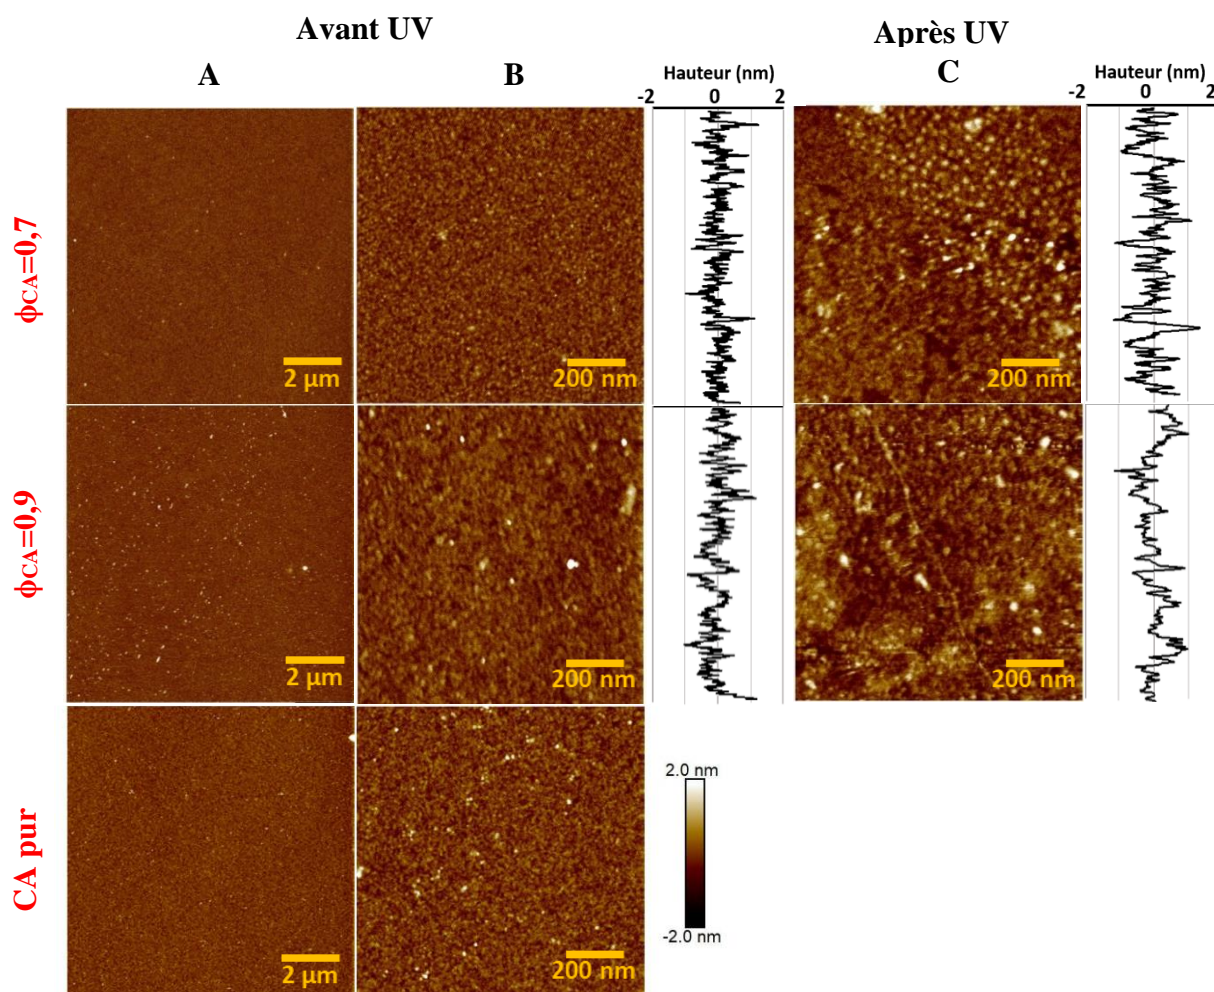 Avant UV
Après UV
A
B
Hauteur (nm)
-2 0 2
C
Hauteur (nm)
-2 0 2
ϕCA=0,7
2 µm
200 nm
200 nm
ϕCA=0,9
2 µm
200 nm
200 nm
CA pur
2 µm
200 nm
2.0 nm
-2.0 nm